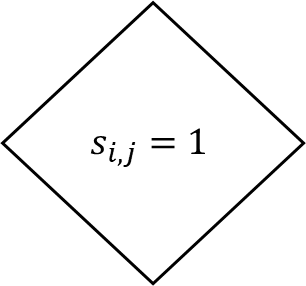 s_{i,j} = 1